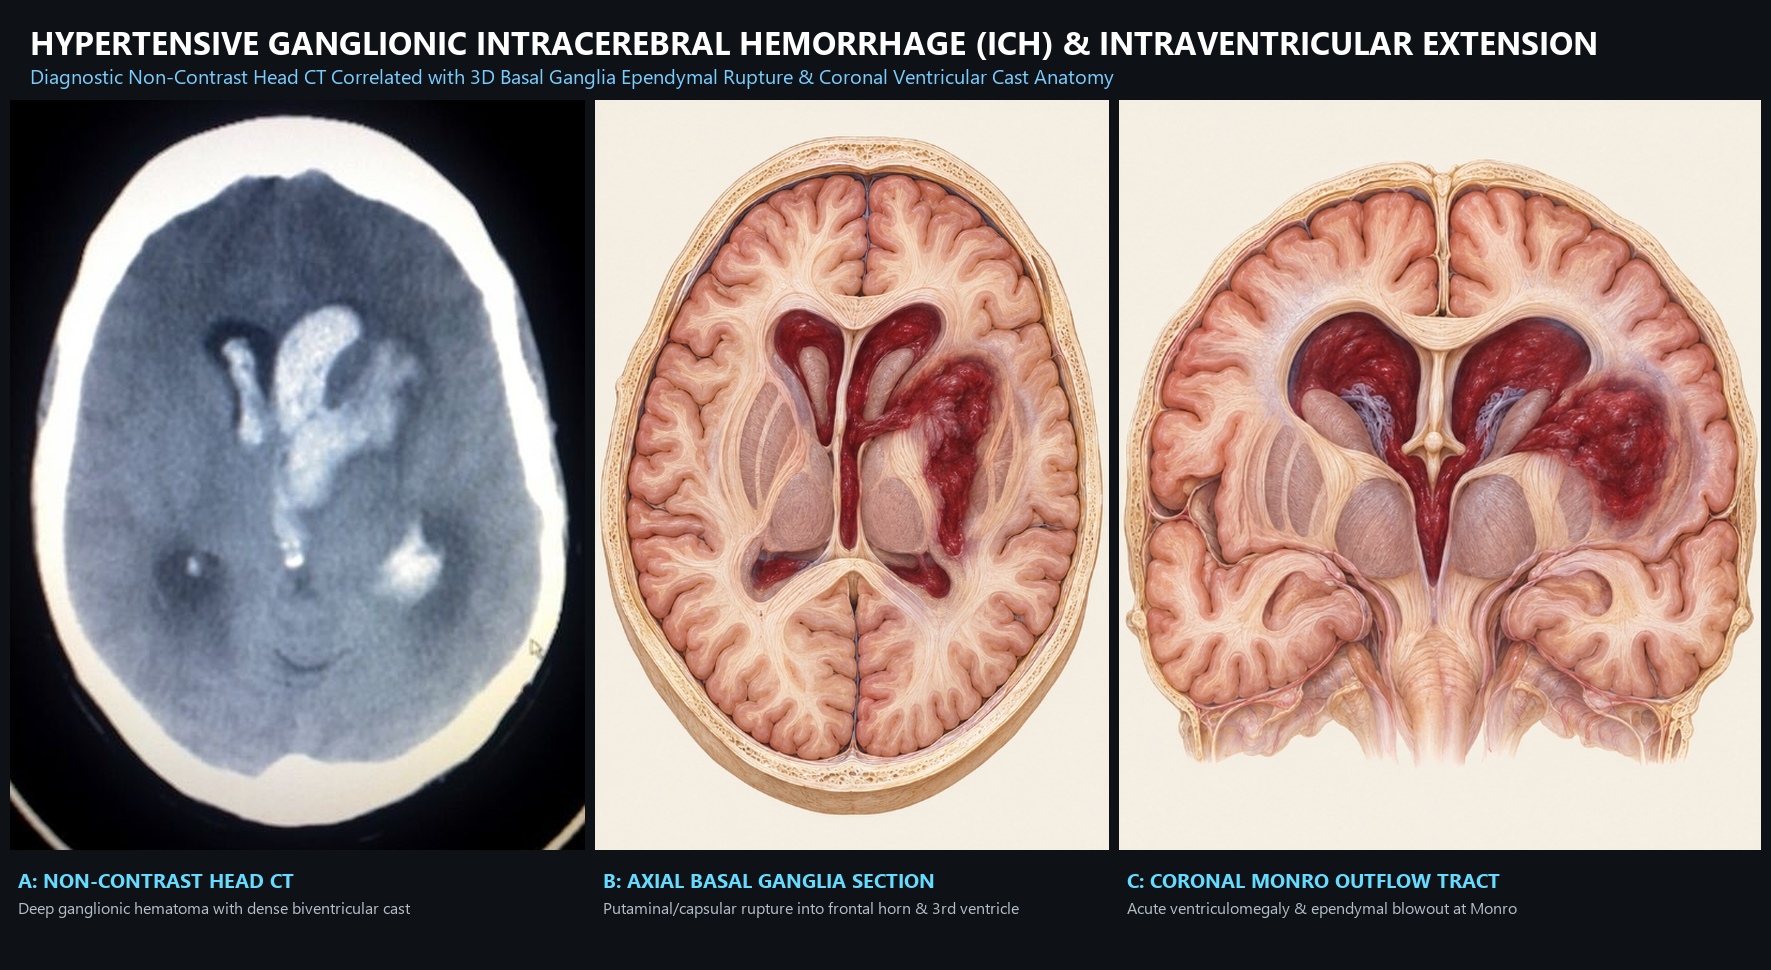 HYPERTENSIVE GANGLIONIC INTRACEREBRAL HEMORRHAGE (ICH) & INTRAVENTRICULAR EXTENSION
Diagnostic Non-Contrast Head CT Correlated with 3D Basal Ganglia Ependymal Rupture & Coronal Ventricular Cast Anatomy
A: NON-CONTRAST HEAD CT
Deep ganglionic hematoma with dense biventricular cast
B: AXIAL BASAL GANGLIA SECTION
Putaminal/capsular rupture into frontal horn & 3rd ventricle
C: CORONAL MONRO OUTFLOW TRACT
Acute ventriculomegaly & ependymal blowout at Monro